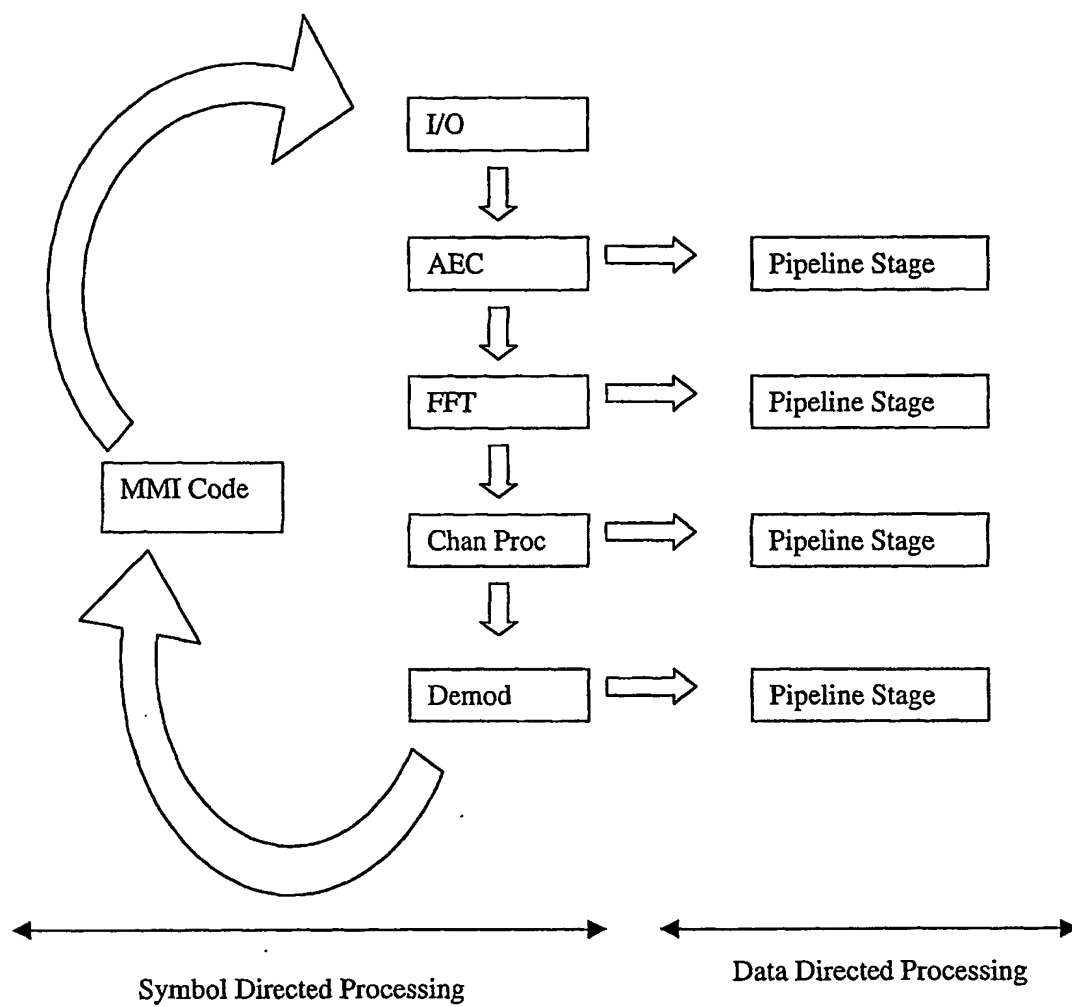 I/O
AEC
Pipeline Stage
FFT
Pipeline Stage
MMI Code
Chan Proc
Pipeline Stage
Demod
Pipeline Stage
Symbol Directed Processing
Data Directed Processing